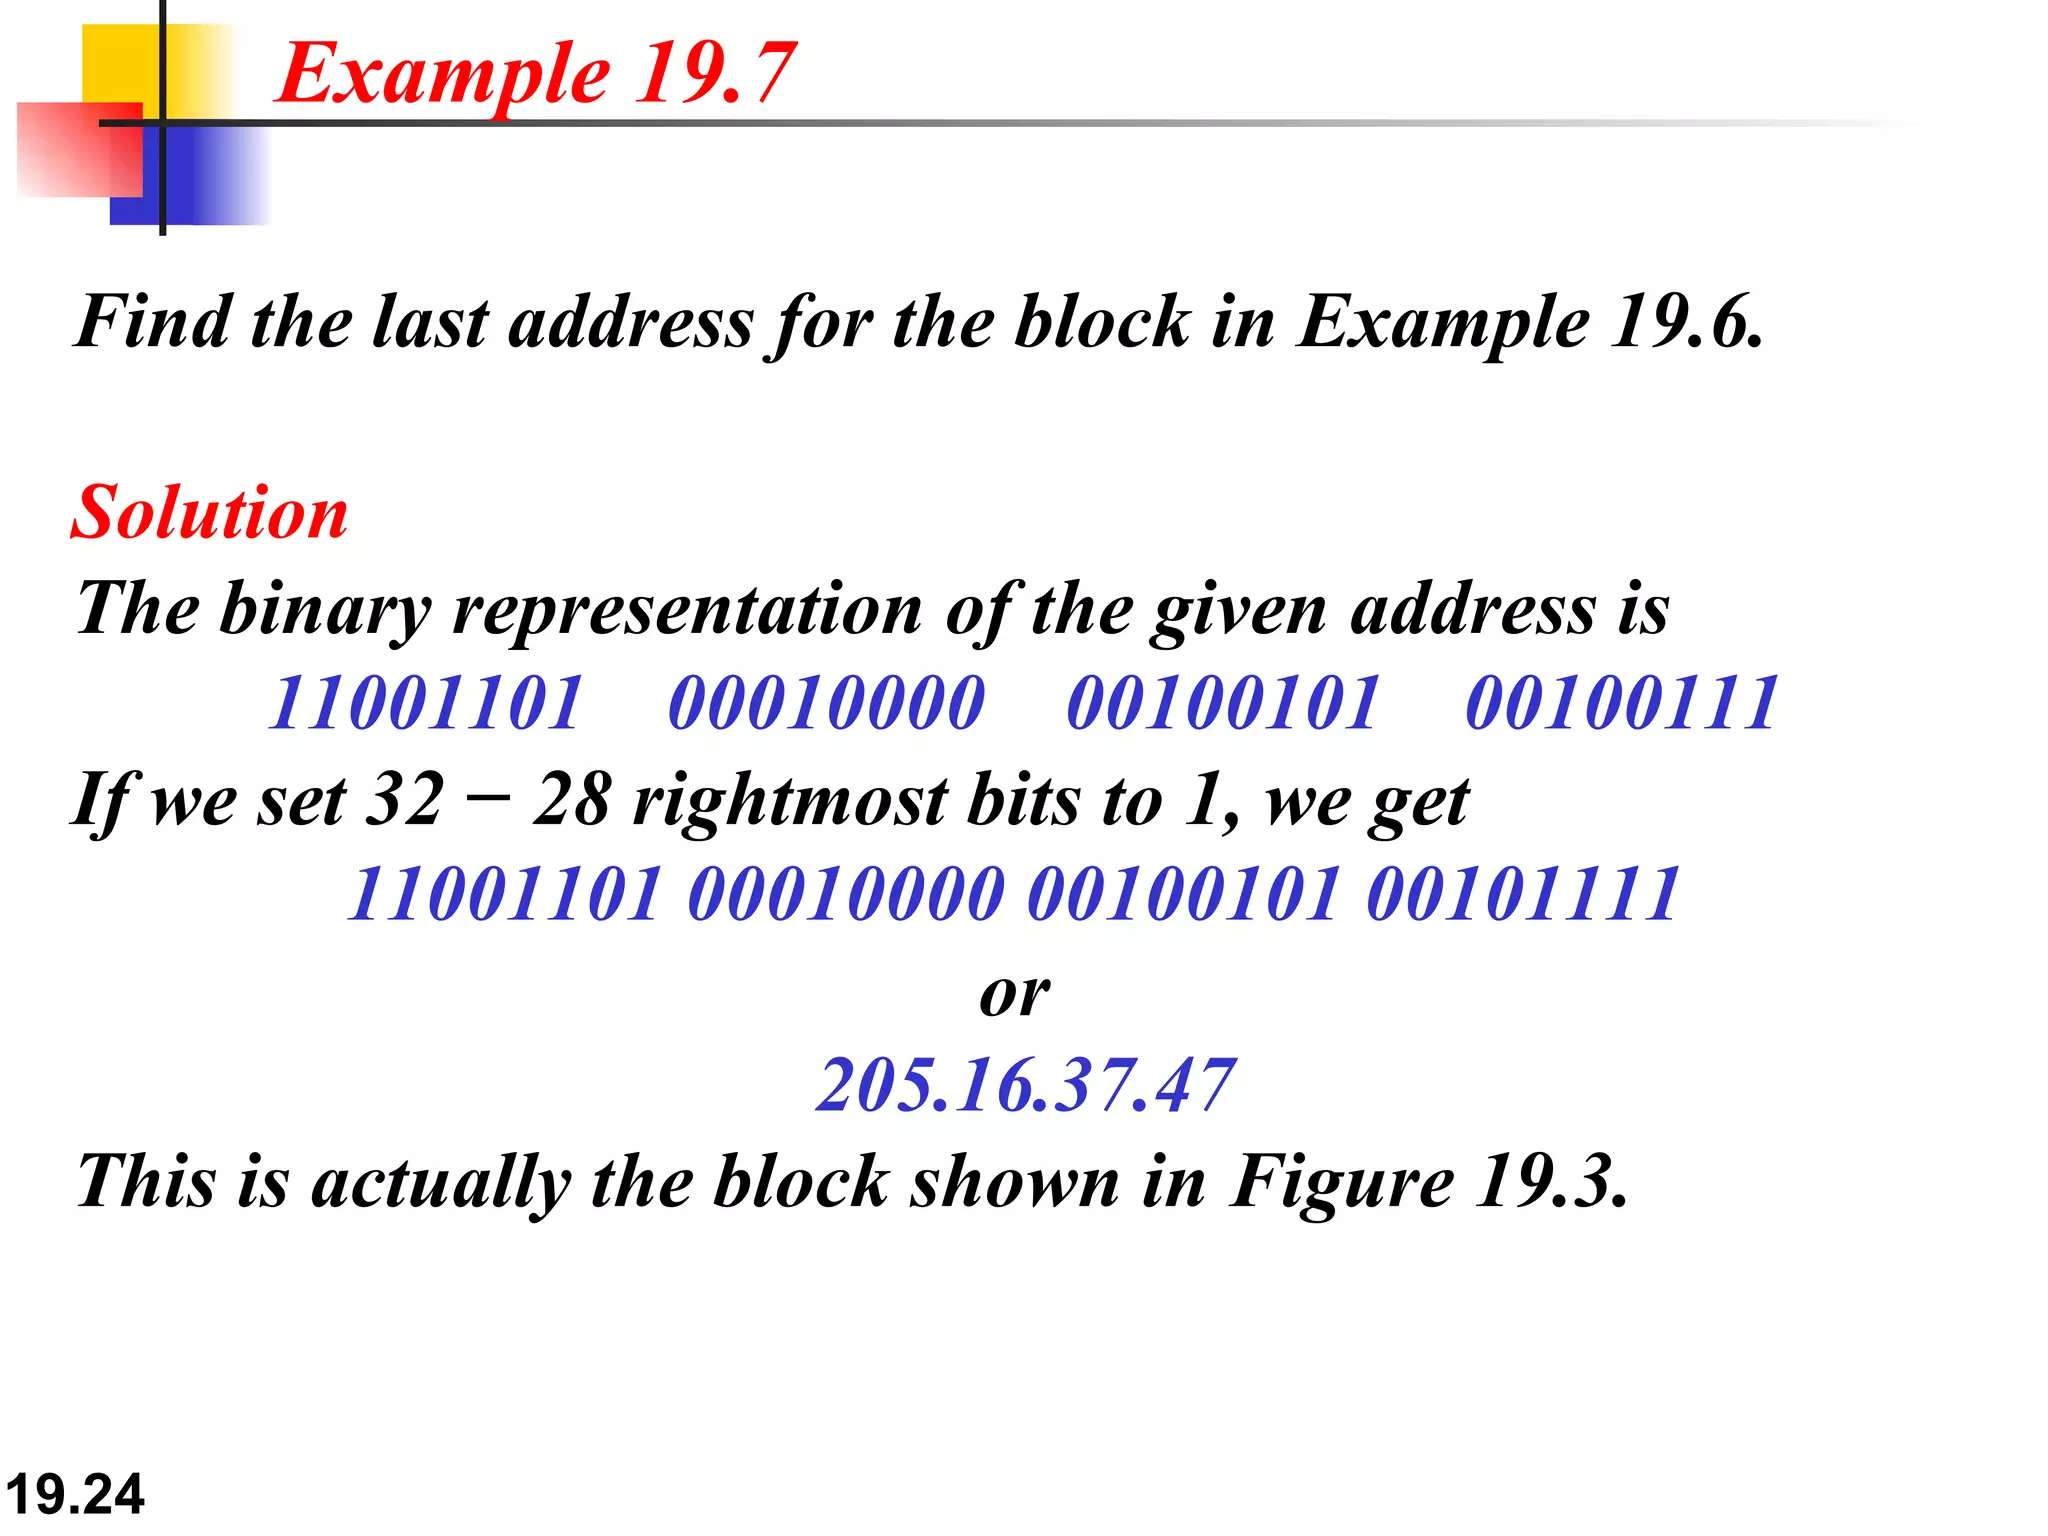 Example 19.7
Find the last address for the block in Example 19.6.
Solution
The binary representation of the given address is
11001101 00010000 00100101 00100111
If we set 32 − 28 rightmost bits to 1, we get
11001101 00010000 00100101 00101111
or
205.16.37.47
This is actually the block shown in Figure 19.3.
19.24